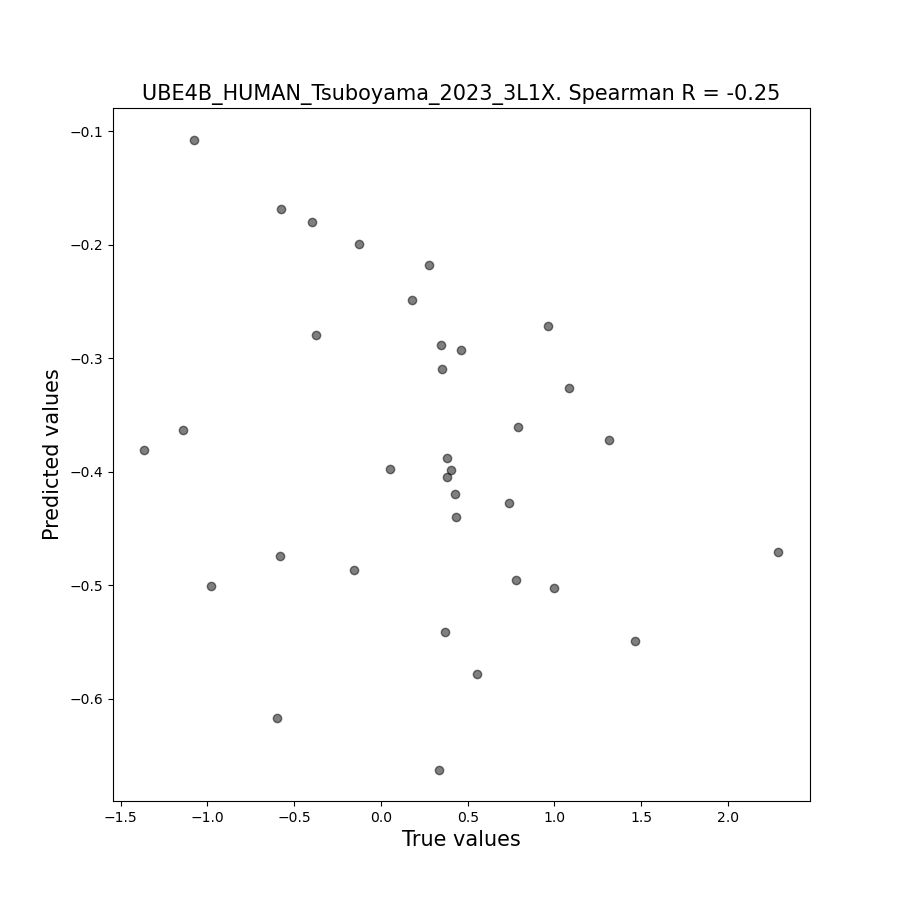 UBE4B_HUMAN_Tsuboyama_2023_3L1X. Spearman R = -0.25
−0.1
−0.2
−0.3
−0.4
−0.5
−0.6
Predicted values
−1.5 −1.0 −0.5 0.0 0.5 1.0 1.5 2.0
True values